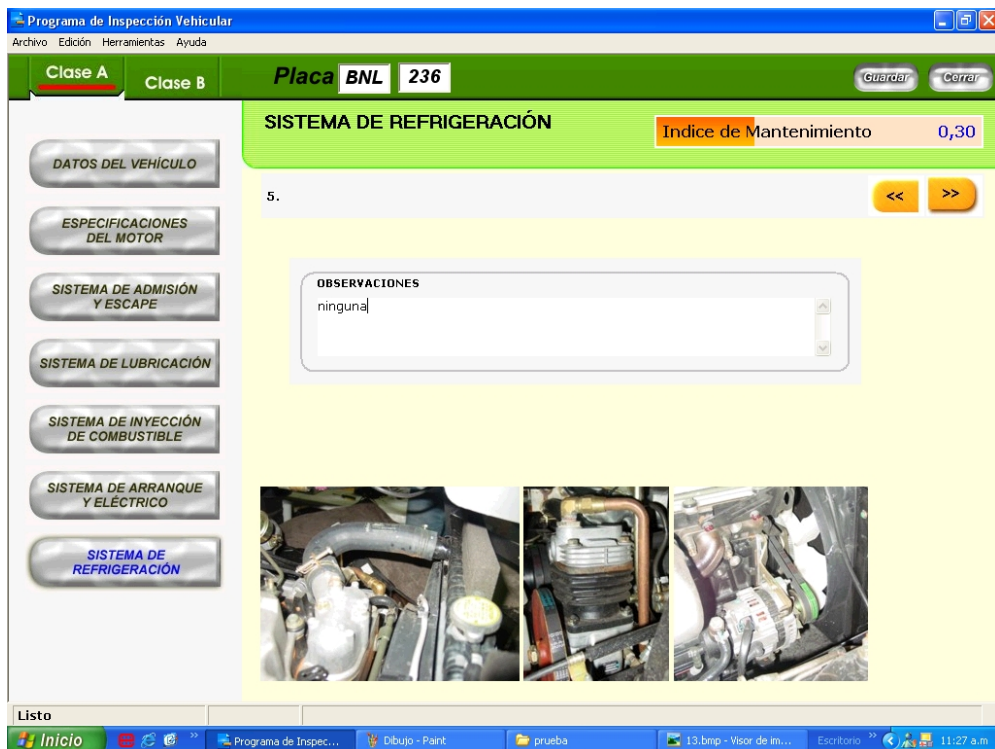 Programa de Inspección Vehicular
Archivo Edición Herramientas Ayuda
Clase A
Clase B
Placa BNL 236
Guardar
Cerrar
SISTEMA DE REFRIGERACIÓN
Indice de Mantenimiento 0,30
DATOS DEL VEHÍCULO
ESPECIFICACIONES
DEL MOTOR
SISTEMA DE ADMISIÓN
Y ESCAPE
SISTEMA DE LUBRICACIÓN
SISTEMA DE INYECCIÓN
DE COMBUSTIBLE
SISTEMA DE ARRANQUE
Y ELÉCTRICO
SISTEMA DE
REFRIGERACIÓN
5.
<< >>
OBSERVACIONES
ninguna
Listo
Inicio
»
Programa de Inspec...
Dibujo - Paint
prueba
13.bmp - Visor de im...
Escritorio »
11:27 a.m.